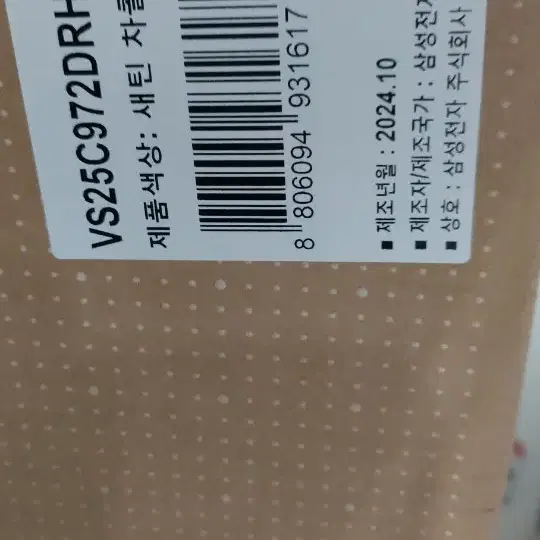 VS25C972DRH
제품색상: 새틴 차콜
8 806094 931617
■ 제조년월 : 2024.10
■ 제조자/제조국가 : 삼성전자
■ 상호 : 삼성전자 주식회사